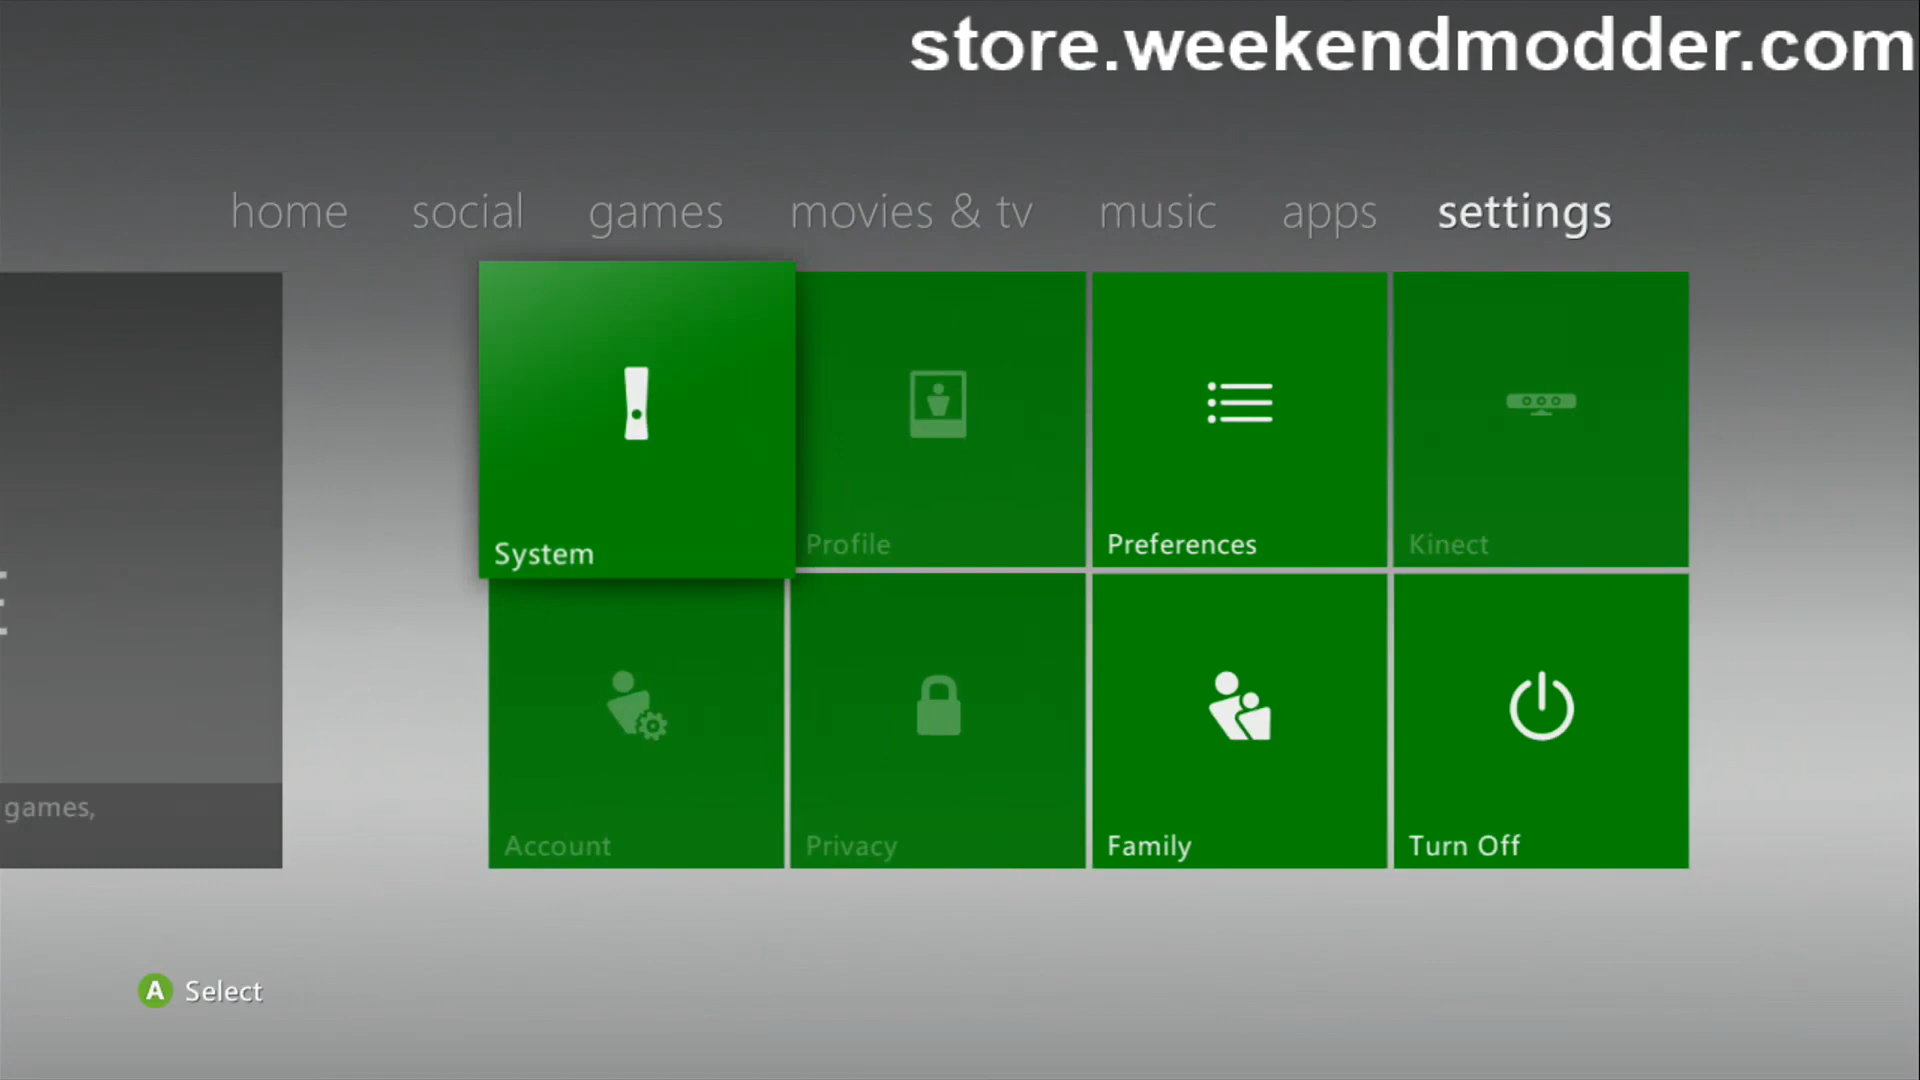 store.weekendmodder.com
home social games movies & tv music apps settings
System
Profile
Preferences
Kinect
games,
Account
Privacy
Family
Turn Off
A Select